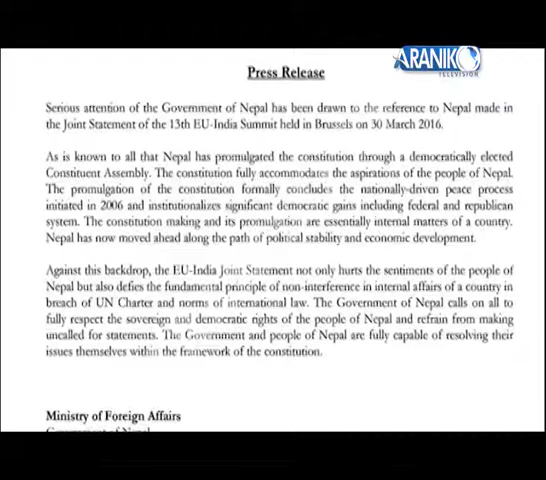 ARANIKO
TELEVISION
Press Release
Serious attention of the Government of Nepal has been drawn to the reference to Nepal made in
the Joint Statement of the 13th EU-India Summit held in Brussels on 30 March 2016.
As is known to all that Nepal has promulgated the constitution through a democratically elected
Constituent Assembly. The constitution fully accommodates the aspirations of the people of Nepal.
The promulgation of the constitution formally concludes the nationally-driven peace process
initiated in 2006 and institutionalizes significant democratic gains including federal and republican
system. The constitution making and its promulgation are essentially internal matters of a country.
Nepal has now moved ahead along the path of political stability and economic development.
Against this backdrop, the EU-India Joint Statement not only hurts the sentiments of the people of
Nepal but also defies the fundamental principle of non-interference in internal affairs of a country in
breach of UN Charter and norms of international law. The Government of Nepal calls on all to
fully respect the sovereign and democratic rights of the people of Nepal and refrain from making
uncalled for statements. The Government and people of Nepal are fully capable of resolving their
issues themselves within the framework of the constitution.
Ministry of Foreign Affairs
Government of Nepal